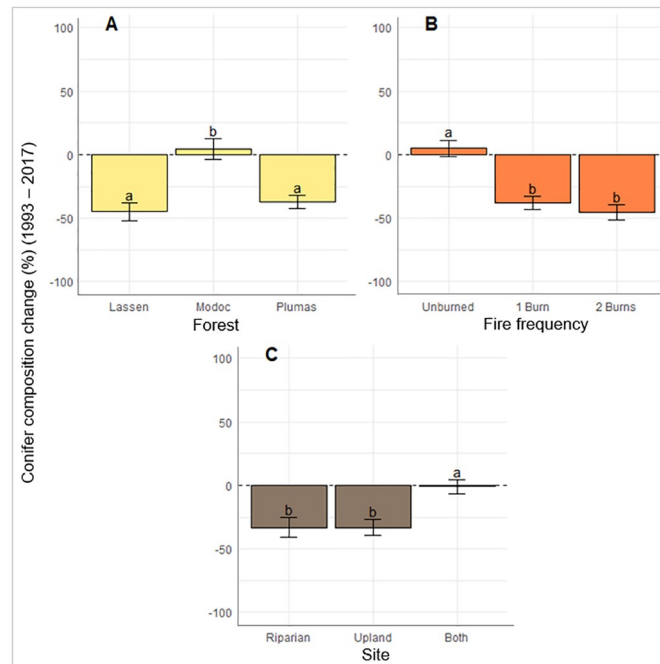 Conifer composition change (%) (1993 – 2017)
A
100
50
0
-50
-100
a
b
a
Lassen
Modoc
Plumas
Forest
B
100
50
0
-50
-100
a
b
b
Unburned
1 Burn
2 Burns
Fire frequency
C
100
50
0
-50
-100
b
b
a
Riparian
Upland
Both
Site